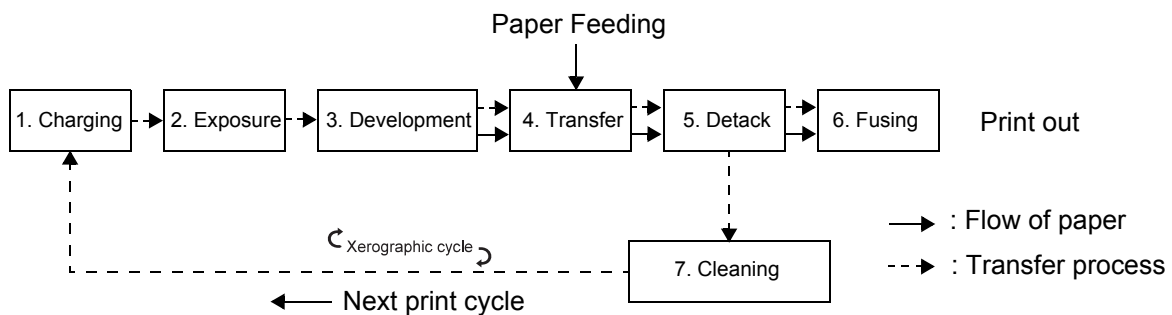 Paper Feeding
1. Charging
2. Exposure
3. Development
4. Transfer
5. Detack
6. Fusing
Print out
: Flow of paper
Xerographic cycle
7. Cleaning
: Transfer process
Next print cycle